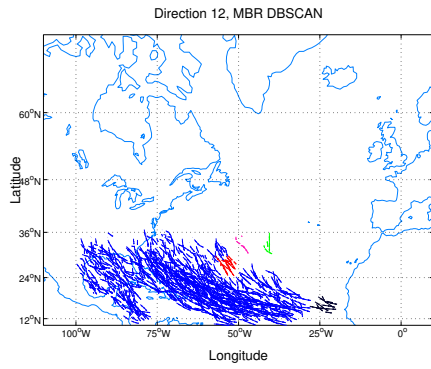 Direction 12, MBR DBSCAN
60°N
48°N
36°N
24°N
12°N
Latitude
100°W
75°W
50°W
25°W
0°
Longitude